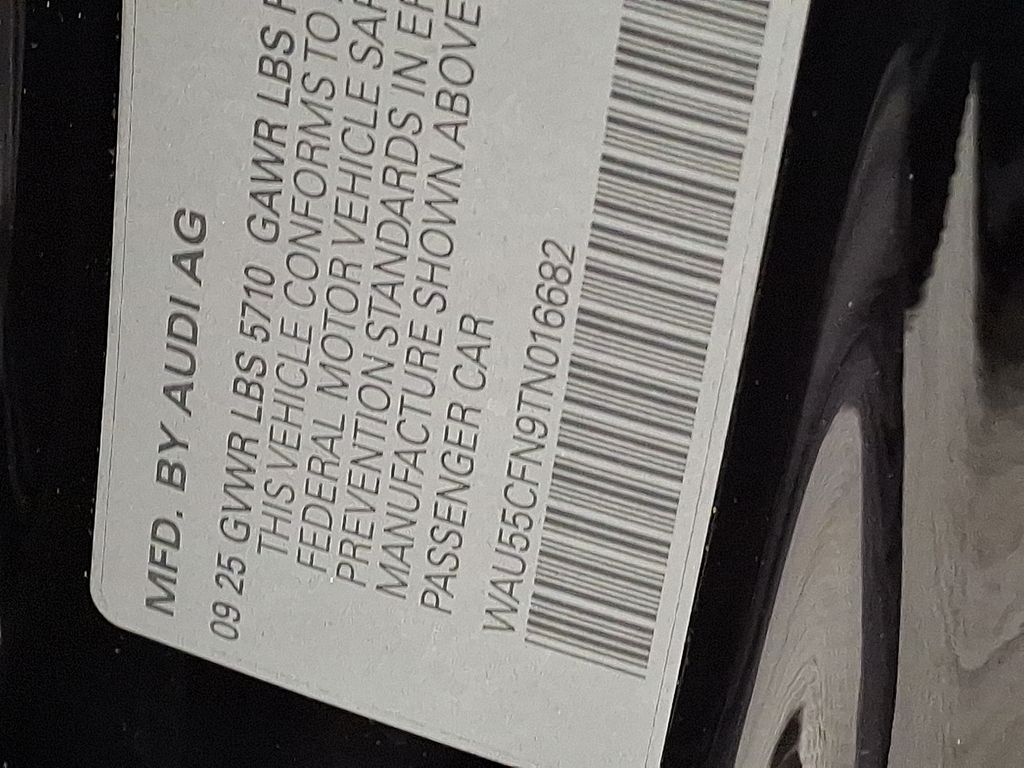 MFD. BY AUDI AG
09 25 GVWR LBS 5710 GAWR LBS
THIS VEHICLE CONFORMS TO
FEDERAL MOTOR VEHICLE
PREVENTION STANDARDS IN
MANUFACTURE SHOWN ABOVE
PASSENGER CAR
WAU55CFN9TN016682